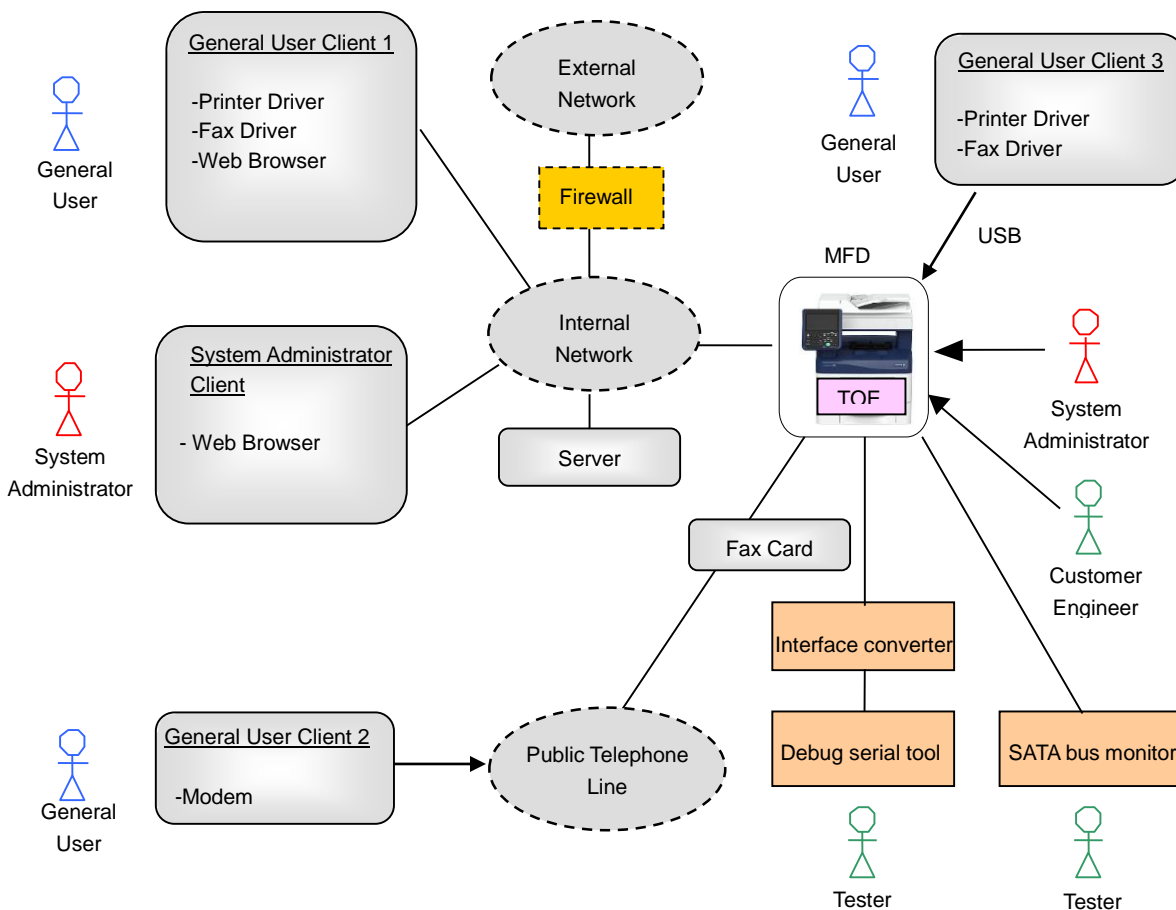 General User Client 1
-Printer Driver
-Fax Driver
-Web Browser
General
User
External
Network
Firewall
General
User
General User Client 3
-Printer Driver
-Fax Driver
USB
MFD
TOE
Internal
Network
System Administrator
Client
- Web Browser
System
Administrator
Server
System
Administrator
Fax Card
Customer
Engineer
Interface converter
General User Client 2
-Modem
General
User
Public Telephone
Line
Debug serial tool
SATA bus monitor
Tester
Tester